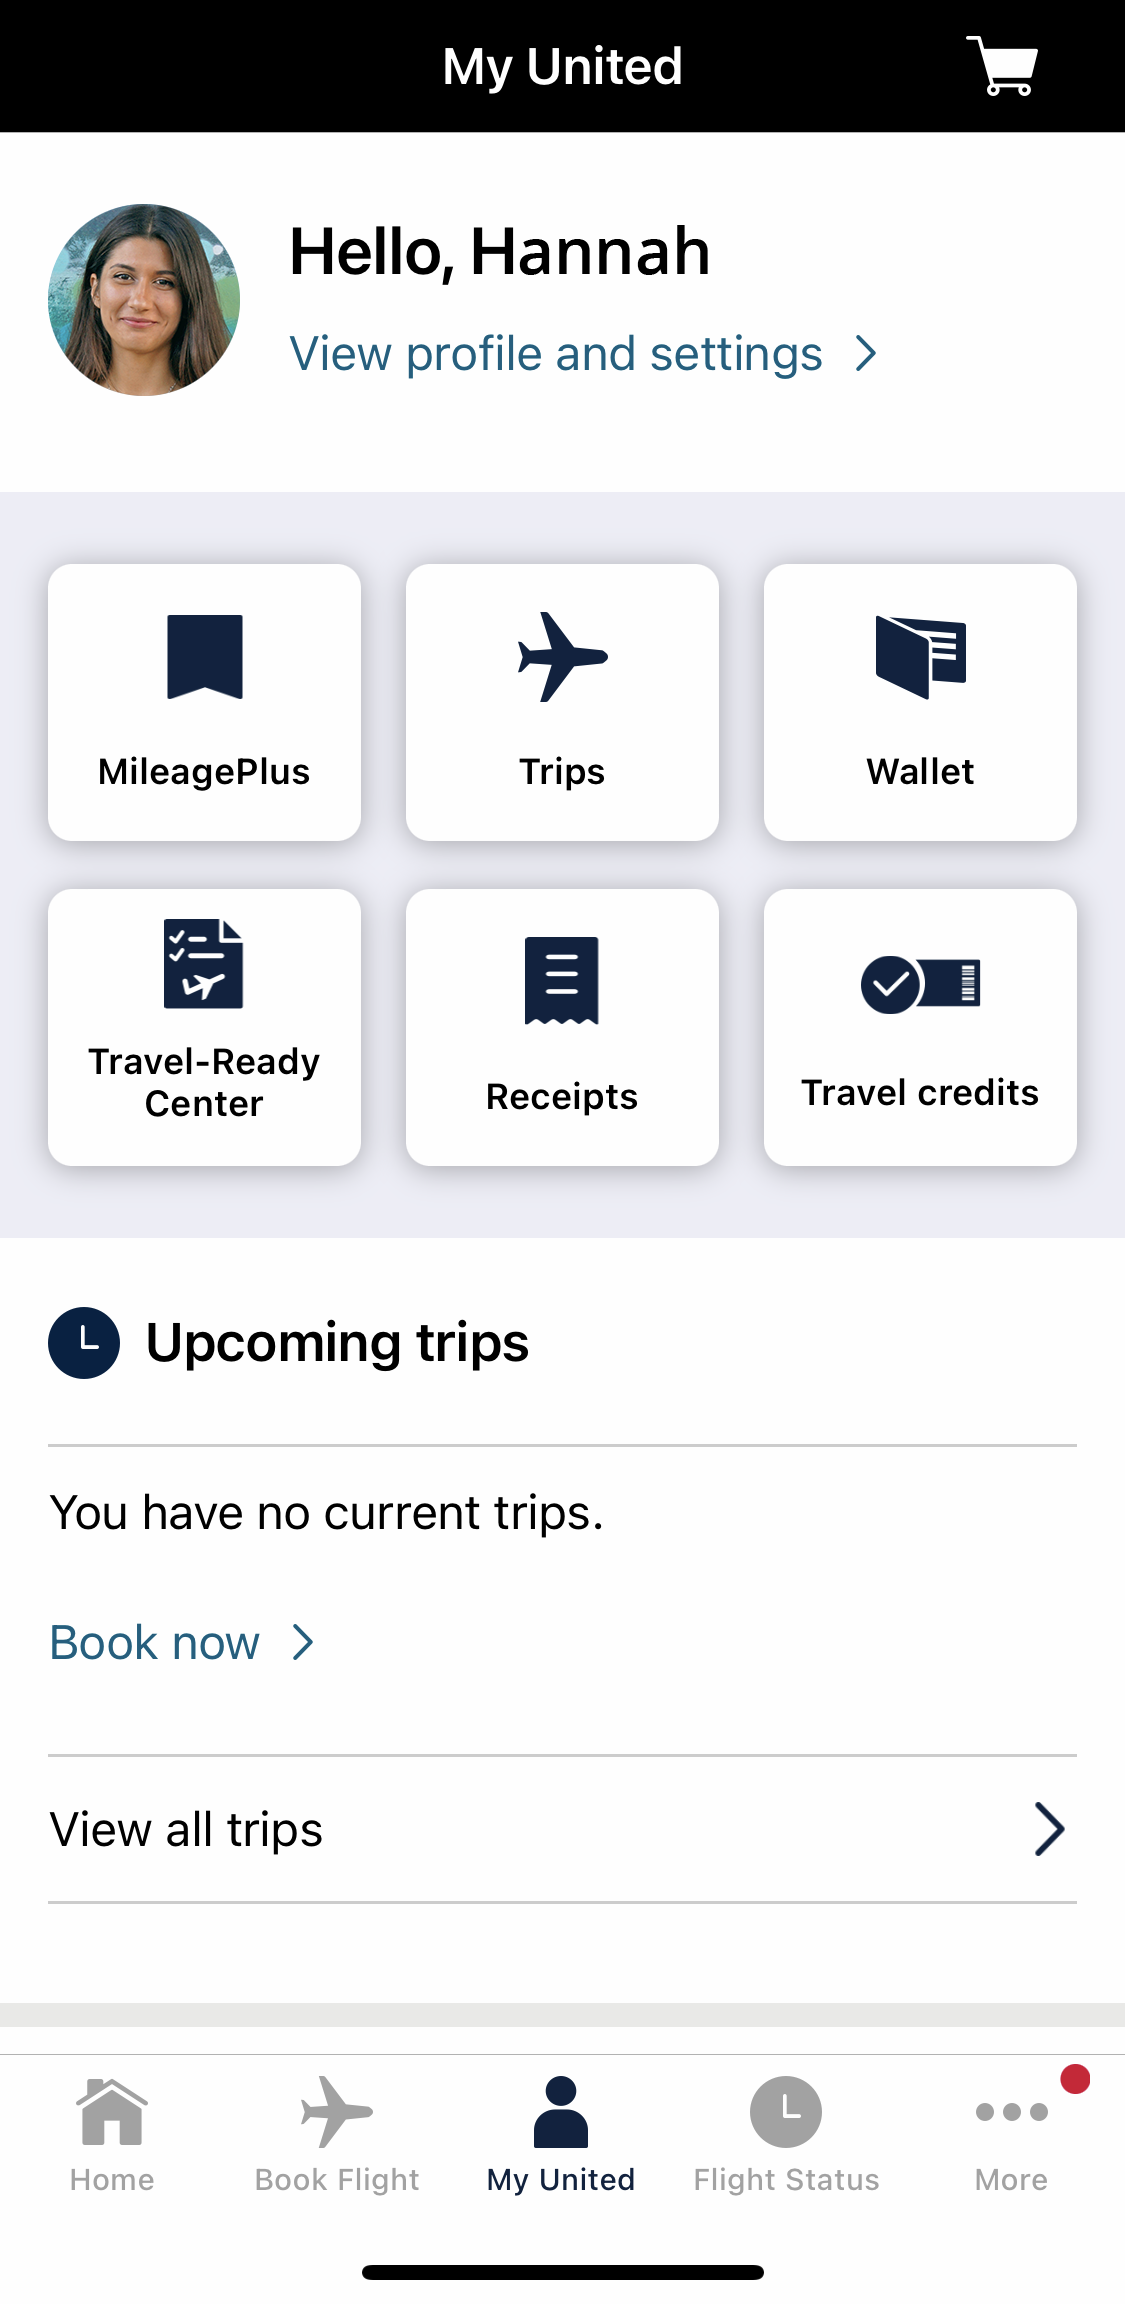 My United
Hello, Hannah
View profile and settings
MileagePlus
Trips
Wallet
Travel-Ready
Center
Receipts
Travel credits
Upcoming trips
You have no current trips.
Book now
View all trips
Home
Book Flight
My United
Flight Status
More